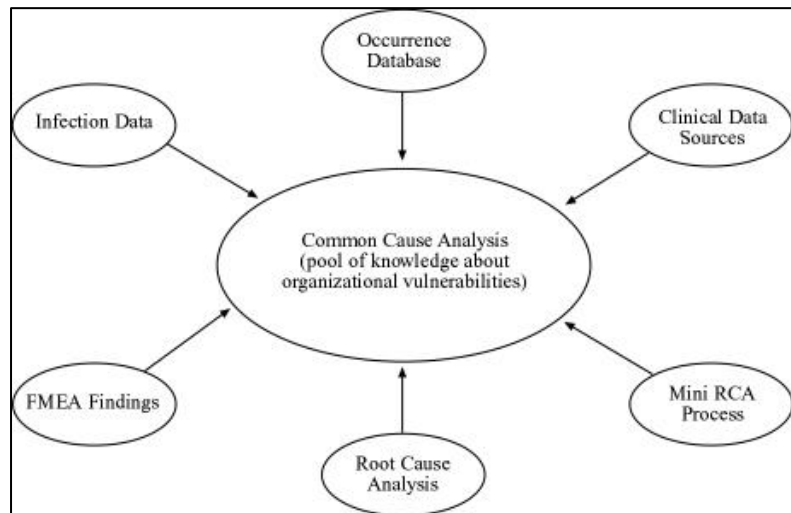 Occurrence
Database
Infection Data
Clinical Data
Sources
Common Cause Analysis
(pool of knowledge about
organizational vulnerabilities)
FMEA Findings
Mini RCA
Process
Root Cause
Analysis